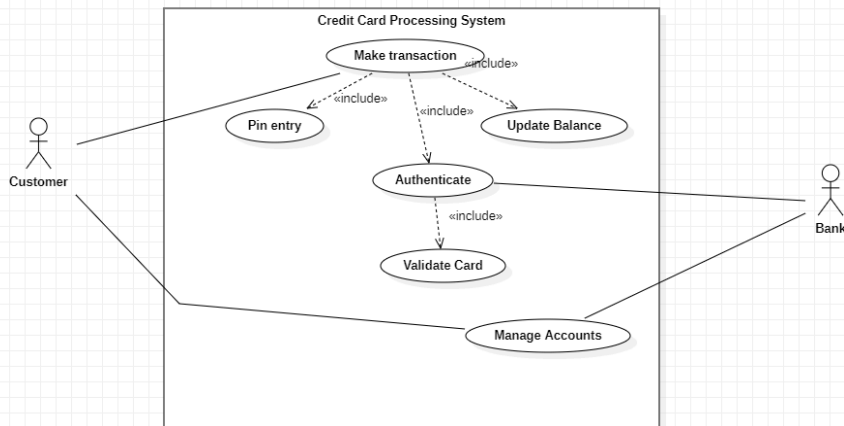 Credit Card Processing System
Make transaction
«include»
«include»
«include»
Pin entry
Update Balance
Customer
Authenticate
Bank
«include»
Validate Card
Manage Accounts